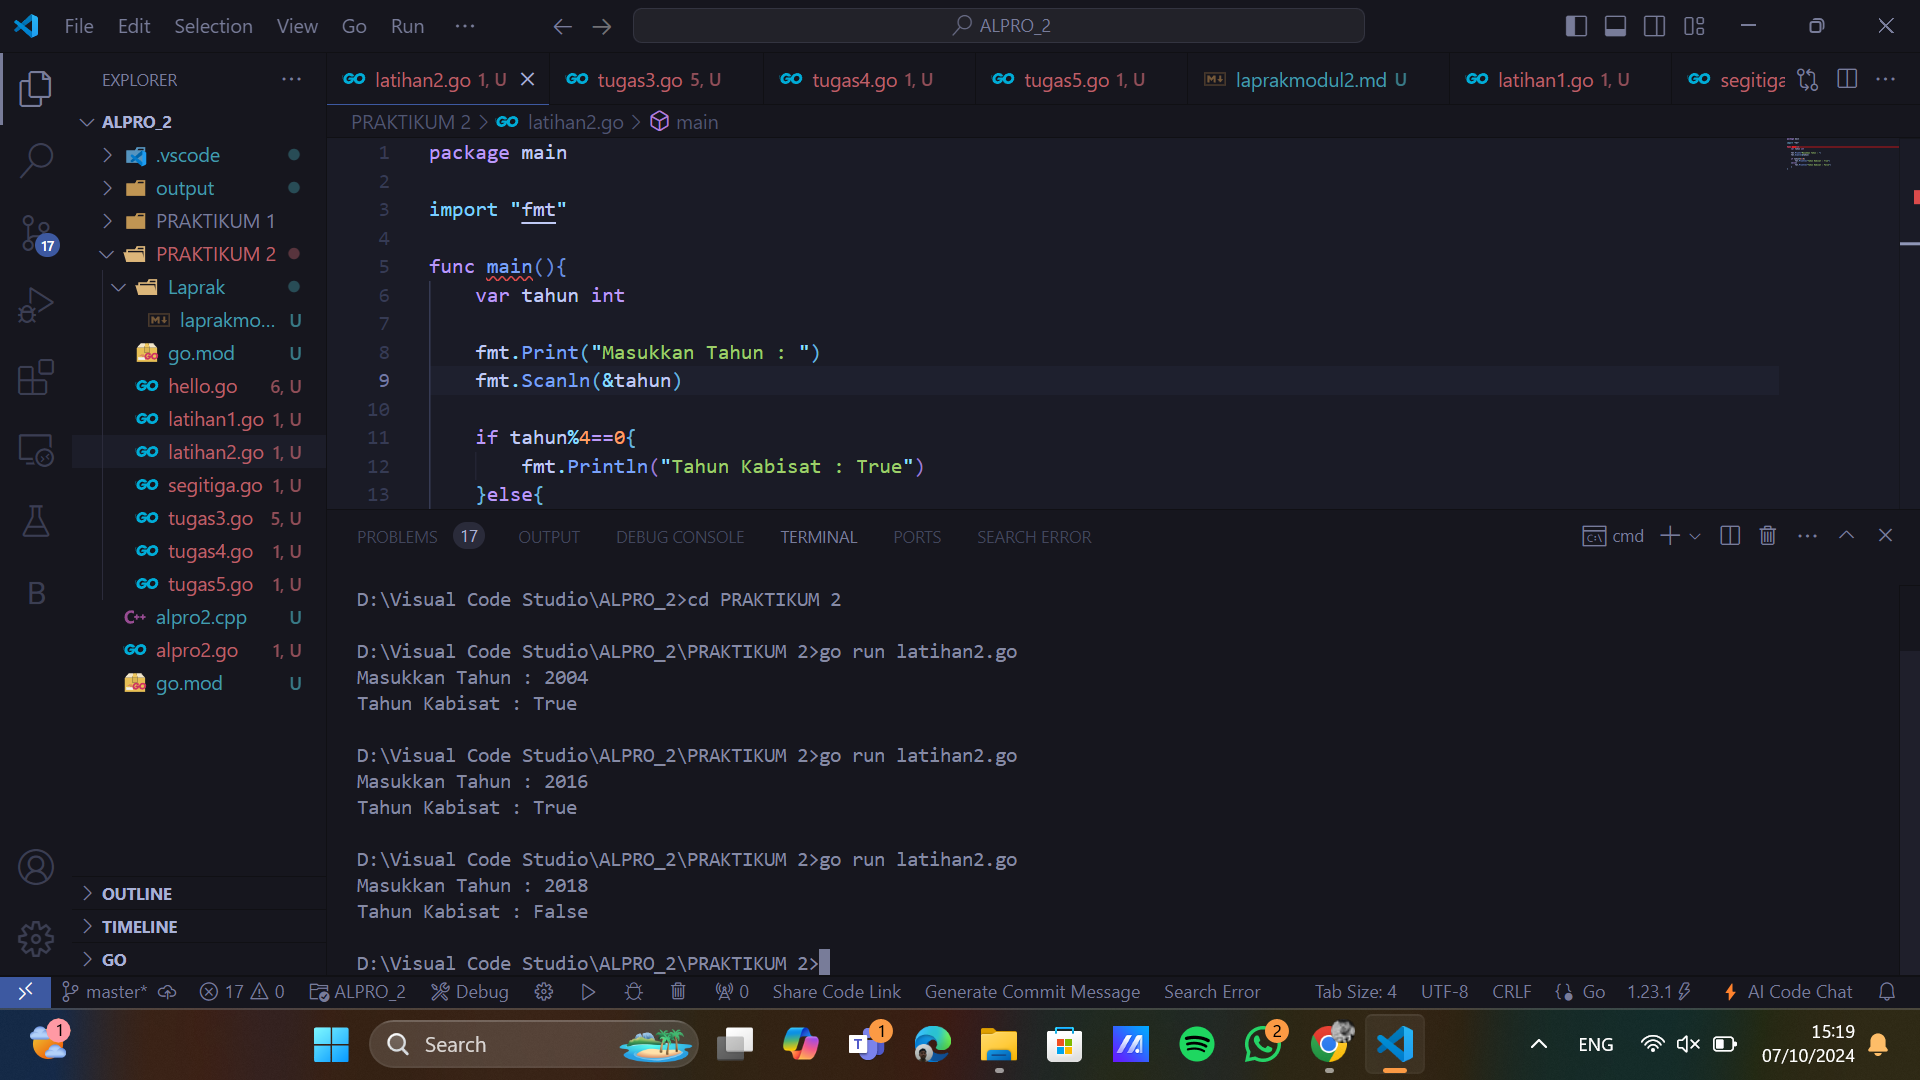 File Edit Selection View Go Run ···
ALPRO_2
EXPLORER
latihan2.go 1, U
tugas3.go 5, U
tugas4.go 1, U
tugas5.go 1, U
laprakmodul2.md U
latihan1.go 1, U
segitiga
PRAKTIKUM 2 > latihan2.go > main
ALPRO_2
.vscode
output
PRAKTIKUM 1
PRAKTIKUM 2
Laprak
laprakmo... U
go.mod U
hello.go 6, U
latihan1.go 1, U
latihan2.go 1, U
segitiga.go 1, U
tugas3.go 5, U
tugas4.go 1, U
tugas5.go 1, U
alpro2.cpp U
alpro2.go 1, U
go.mod U
OUTLINE
TIMELINE
GO
17
B
1 package main
2
3 import "fmt"
4
5 func main(){
6 var tahun int
7
8 fmt.Print("Masukkan Tahun : ")
9 fmt.Scanln(&tahun)
10
11 if tahun%4==0{
12 fmt.Println("Tahun Kabisat : True")
13 }else{
PROBLEMS 17 OUTPUT DEBUG CONSOLE TERMINAL PORTS SEARCH ERROR
cmd
D:\Visual Code Studio\ALPRO_2>cd PRAKTIKUM 2
D:\Visual Code Studio\ALPRO_2\PRAKTIKUM 2>go run latihan2.go
Masukkan Tahun : 2004
Tahun Kabisat : True
D:\Visual Code Studio\ALPRO_2\PRAKTIKUM 2>go run latihan2.go
Masukkan Tahun : 2016
Tahun Kabisat : True
D:\Visual Code Studio\ALPRO_2\PRAKTIKUM 2>go run latihan2.go
Masukkan Tahun : 2018
Tahun Kabisat : False
D:\Visual Code Studio\ALPRO_2\PRAKTIKUM 2>
master* 17 0 ALPRO_2 Debug 0 Share Code Link Generate Commit Message Search Error Tab Size: 4 UTF-8 CRLF Go 1.23.1 AI Code Chat
1 Search 1 2 ENG 15:19
07/10/2024